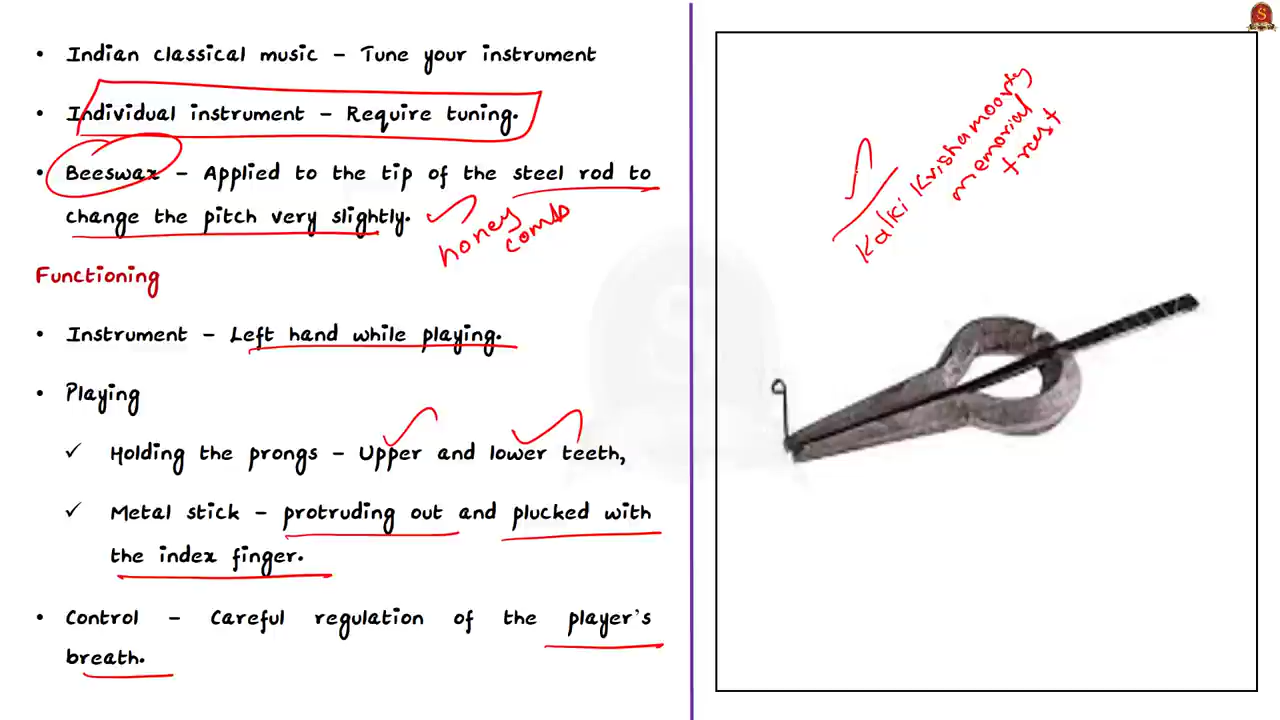 • Indian classical music – Tune your instrument
• Individual instrument – Require tuning.
• Beeswax – Applied to the tip of the steel rod to
change the pitch very slightly.
honey
comb
Functioning
• Instrument – Left hand while playing.
• Playing
✓ Holding the prongs – Upper and lower teeth,
✓ Metal stick – protruding out and plucked with
the index finger.
• Control – Careful regulation of the player's
breath.
Kalki Krishamoorty
memorial
trust